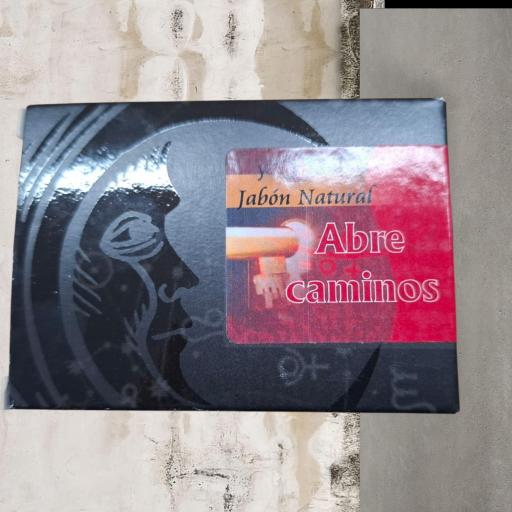 y
Jabón Natural
Abre
caminos